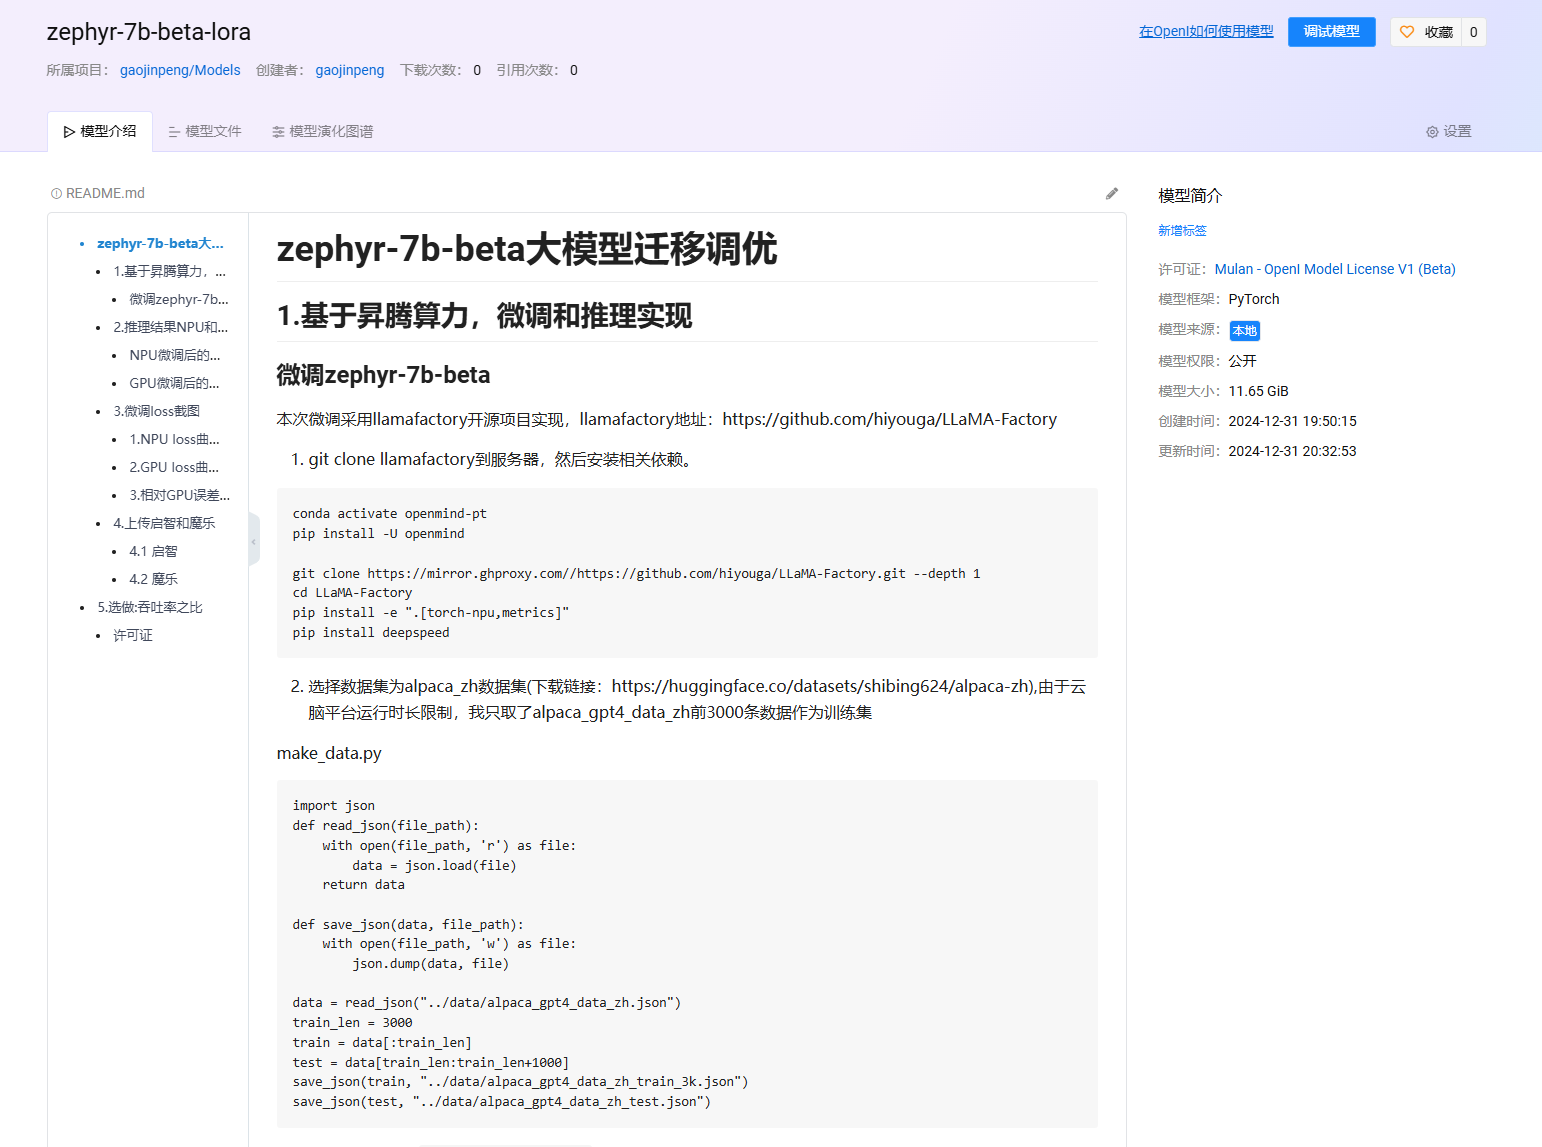 zephyr-7b-beta-lora
在OpenI如何使用模型
调试模型
收藏 0
所属项目： gaojinpeng/Models 创建者： gaojinpeng 下载次数： 0 引用次数： 0
模型介绍 模型文件 模型演化图谱
设置
README.md
zephyr-7b-beta大...
1.基于昇腾算力，...
微调zephyr-7b...
2.推理结果NPU和...
NPU微调后的...
GPU微调后的...
3.微调loss截图
1.NPU loss曲...
2.GPU loss曲...
3.相对GPU误差...
4.上传启智和魔乐
4.1 启智
4.2 魔乐
5.选做:吞吐率之比
许可证
zephyr-7b-beta大模型迁移调优
1.基于昇腾算力，微调和推理实现
微调zephyr-7b-beta
本次微调采用llamafactory开源项目实现，llamafactory地址：https://github.com/hiyouga/LLaMA-Factory
1. git clone llamafactory到服务器，然后安装相关依赖。
conda activate openmind-pt
pip install -U openmind
git clone https://mirror.ghproxy.com//https://github.com/hiyouga/LLaMA-Factory.git --depth 1
cd LLaMA-Factory
pip install -e ".[torch-npu,metrics]"
pip install deepspeed
2. 选择数据集为alpaca_zh数据集(下载链接：https://huggingface.co/datasets/shibing624/alpaca-zh),由于云
脑平台运行时长限制，我只取了alpaca_gpt4_data_zh前3000条数据作为训练集
make_data.py
import json
def read_json(file_path):
    with open(file_path, 'r') as file:
        data = json.load(file)
    return data
def save_json(data, file_path):
    with open(file_path, 'w') as file:
        json.dump(data, file)
data = read_json("../data/alpaca_gpt4_data_zh.json")
train_len = 3000
train = data[:train_len]
test = data[train_len:train_len+1000]
save_json(train, "../data/alpaca_gpt4_data_zh_train_3k.json")
save_json(test, "../data/alpaca_gpt4_data_zh_test.json")
模型简介
新增标签
许可证： Mulan - OpenI Model License V1 (Beta)
模型框架： PyTorch
模型来源： 本地
模型权限： 公开
模型大小： 11.65 GiB
创建时间： 2024-12-31 19:50:15
更新时间： 2024-12-31 20:32:53